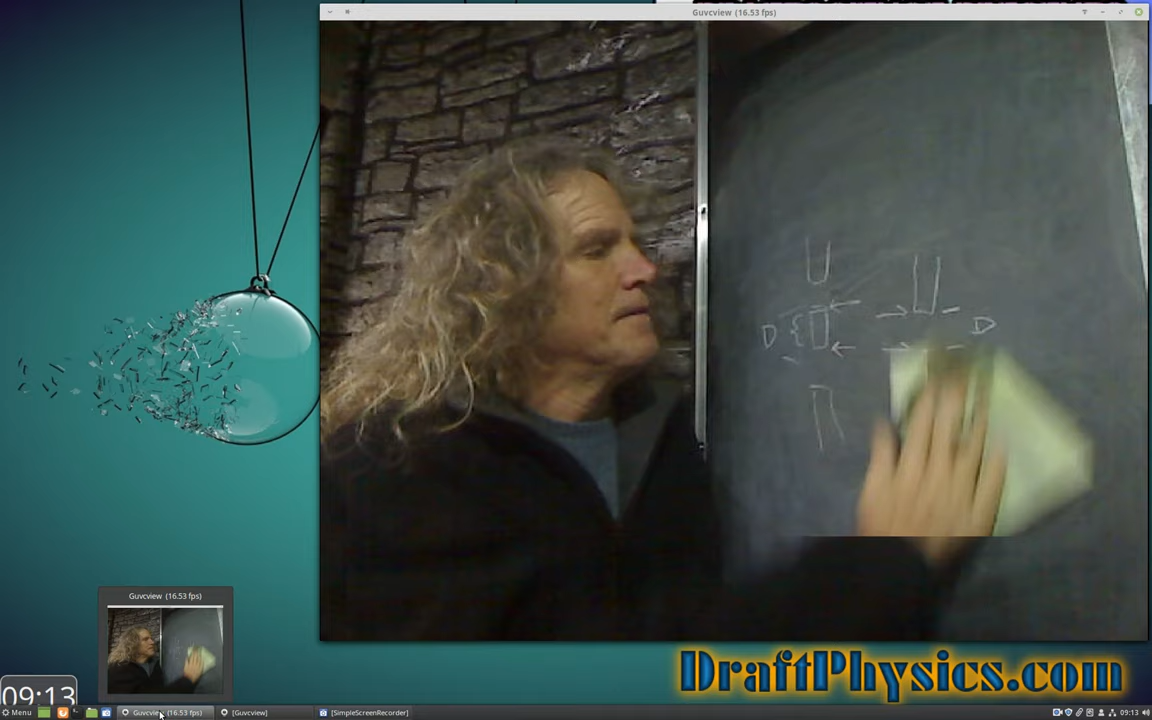 Guvcview (16.53 fps)
D
D
Guvcview (16.53 fps)
DraftPhysics.com
09:13
Menu
Guvcview (16.53 fps)
[Guvcview]
[SimpleScreenRecorder]
09:13